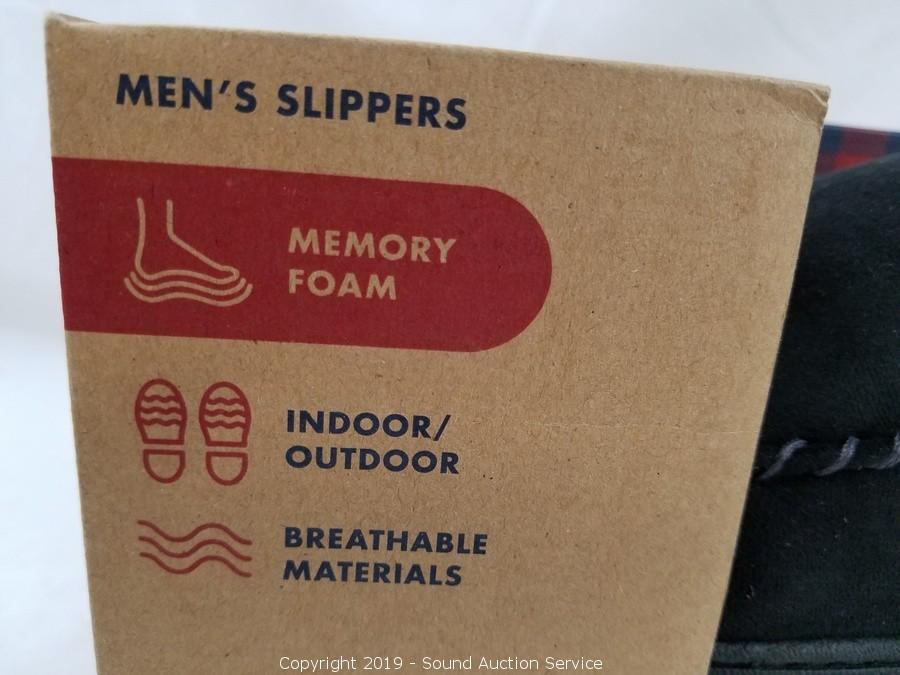 MEN'S SLIPPERS
MEMORY
FOAM
INDOOR/
OUTDOOR
BREATHABLE
MATERIALS
Copyright 2019 - Sound Auction Service